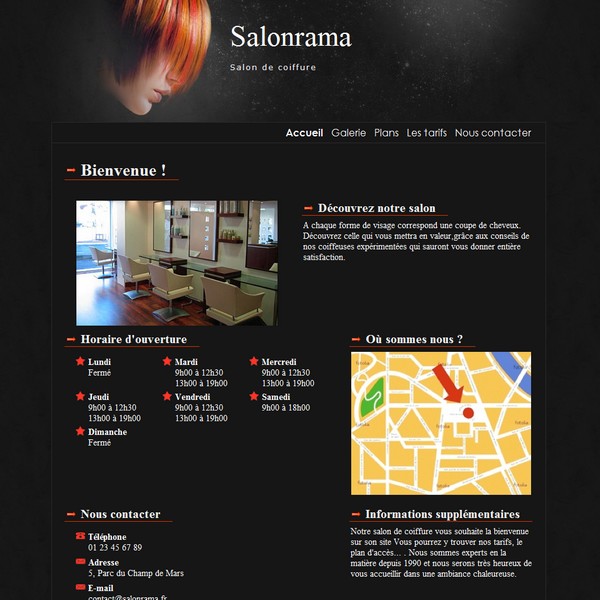 Salonrama
Salon de coiffure
Accueil Galerie Plans Les tarifs Nous contacter
Bienvenue !
Découvrez notre salon
A chaque forme de visage correspond une coupe de cheveux.
Découvrez celle qui vous mettra en valeur,grâce aux conseils de
nos coiffeuses expérimentées qui sauront vous donner entière
satisfaction.
Horaire d'ouverture
Lundi
Fermé
Mardi
9h00 à 12h30
13h00 à 19h00
Mercredi
9h00 à 12h30
13h00 à 19h00
Jeudi
9h00 à 12h30
13h00 à 19h00
Vendredi
9h00 à 12h30
13h00 à 19h00
Samedi
9h00 à 18h00
Dimanche
Fermé
Où sommes nous ?
Nous contacter
Téléphone
01 23 45 67 89
Adresse
5, Parc du Champ de Mars
E-mail
contact@salonrama.fr
Informations supplémentaires
Notre salon de coiffure vous souhaite la bienvenue
sur son site Vous pourrez y trouver nos tarifs, le
plan d'accès... . Nous sommes experts en la
matière depuis 1990 et nous serons très heureux de
vous accueillir dans une ambiance chaleureuse.